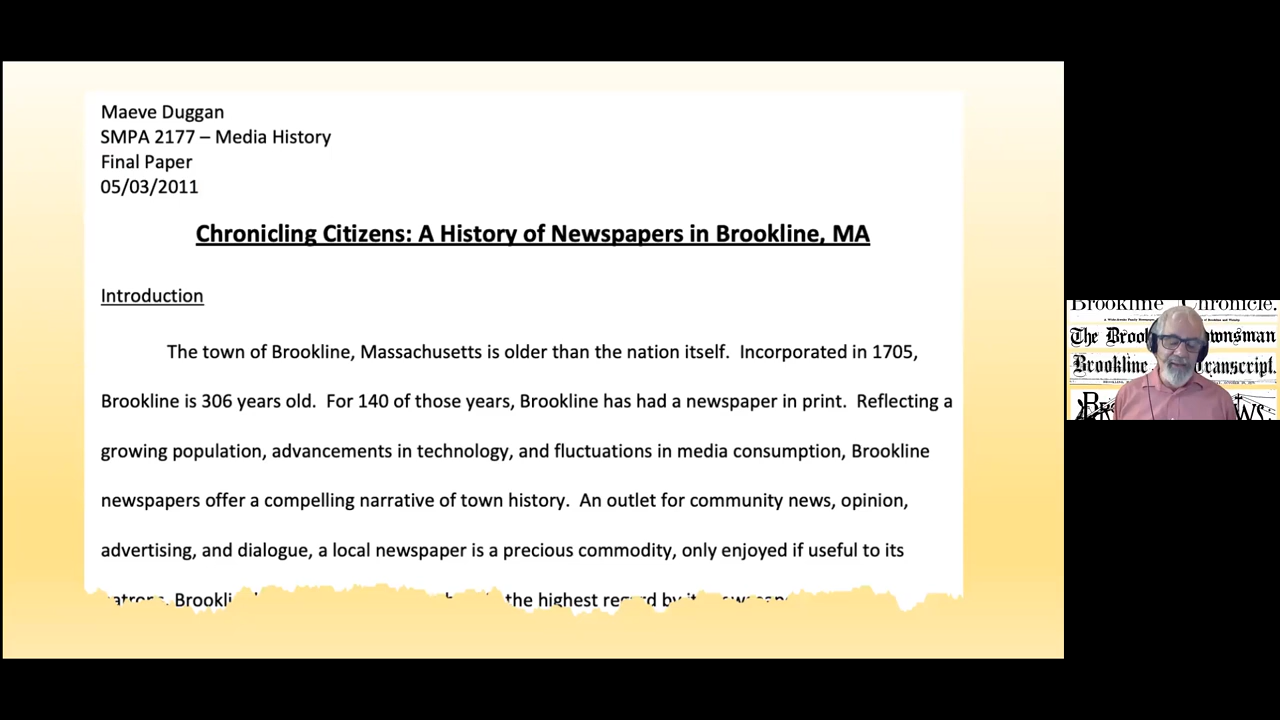 Maeve Duggan
SMPA 2177 – Media History
Final Paper
05/03/2011
Chronicling Citizens: A History of Newspapers in Brookline, MA
Introduction
The town of Brookline, Massachusetts is older than the nation itself.  Incorporated in 1705,
Brookline is 306 years old.  For 140 of those years, Brookline has had a newspaper in print.  Reflecting a
growing population, advancements in technology, and fluctuations in media consumption, Brookline
newspapers offer a compelling narrative of town history.  An outlet for community news, opinion,
advertising, and dialogue, a local newspaper is a precious commodity, only enjoyed if useful to its
the highest
Brookline Chronicle.
The
Brookline Transcript.